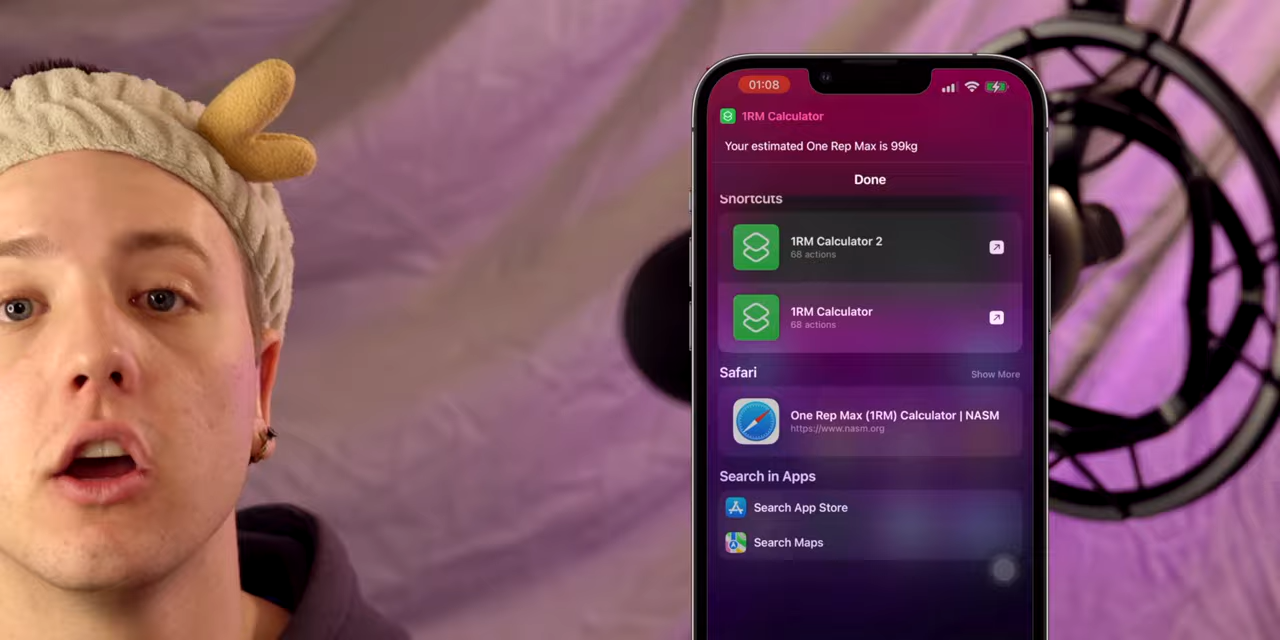 01:08
1RM Calculator
Your estimated One Rep Max is 99kg
Done
Shortcuts
1RM Calculator 2
68 actions
1RM Calculator
68 actions
Safari
Show More
One Rep Max (1RM) Calculator | NASM
https://www.nasm.org
Search in Apps
Search App Store
Search Maps